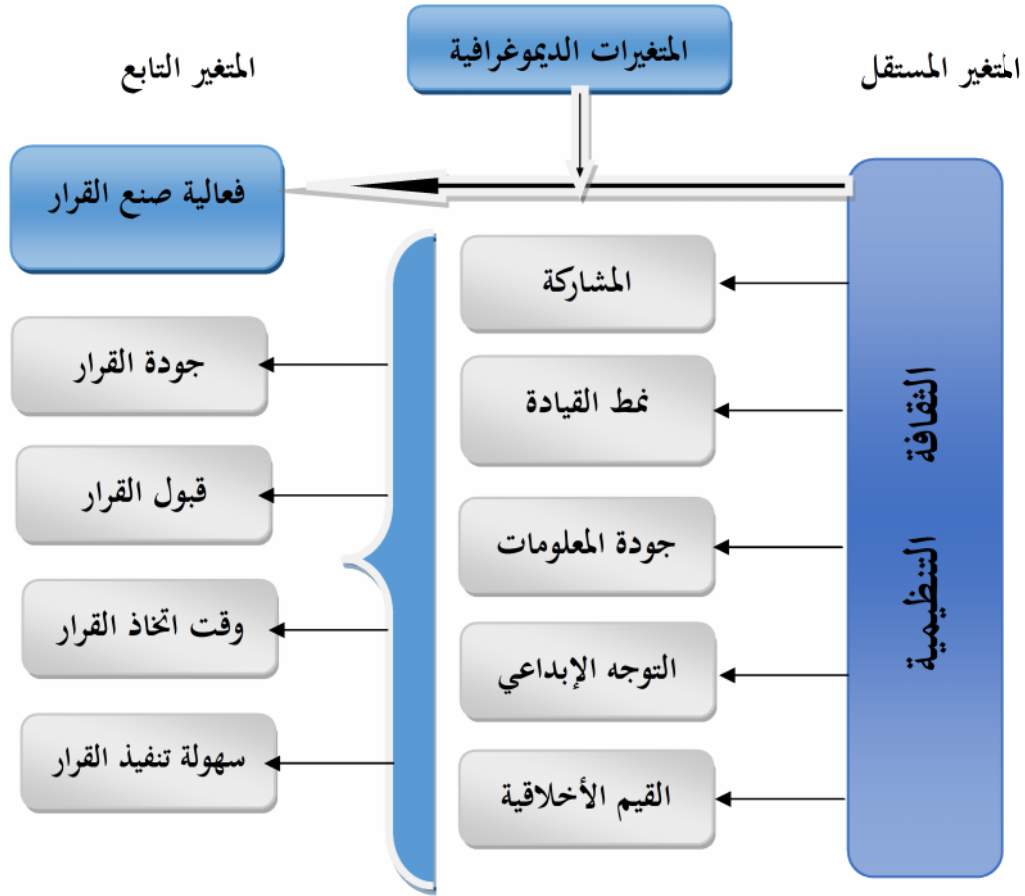 المتغيرات الديموغرافية
المتغير المستقل
المتغير التابع
فعالية صنع القرار
الثقافة التنظيمية
المشاركة
نمط القيادة
جودة المعلومات
التوجه الإبداعي
القيم الأخلاقية
جودة القرار
قبول القرار
وقت اتخاذ القرار
سهولة تنفيذ القرار